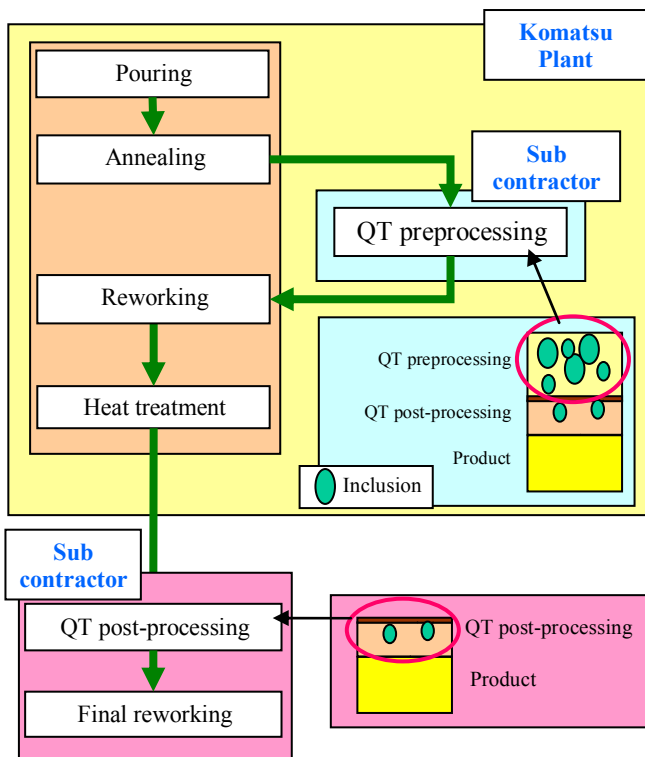 Komatsu
Plant
Pouring
Annealing
Sub
contractor
QT preprocessing
Reworking
Heat treatment
QT preprocessing
QT post-processing
Product
Inclusion
Sub
contractor
QT post-processing
Final reworking
QT post-processing
Product